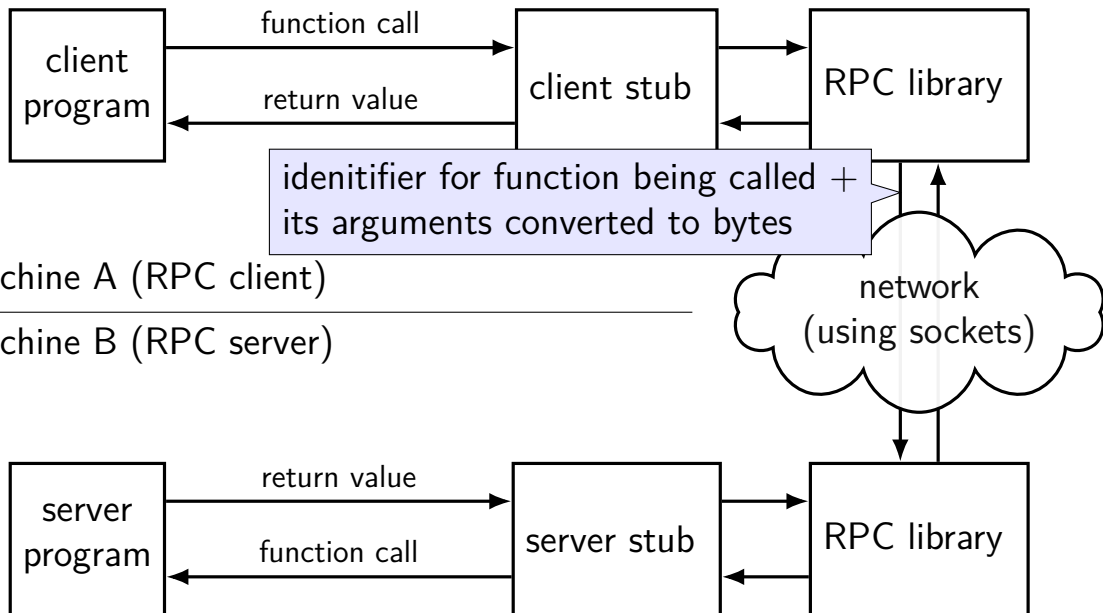 function call
client
program
return value
client stub
RPC library
idenitifier for function being called +
its arguments converted to bytes
chine A (RPC client)
chine B (RPC server)
network
(using sockets)
return value
server
program
function call
server stub
RPC library